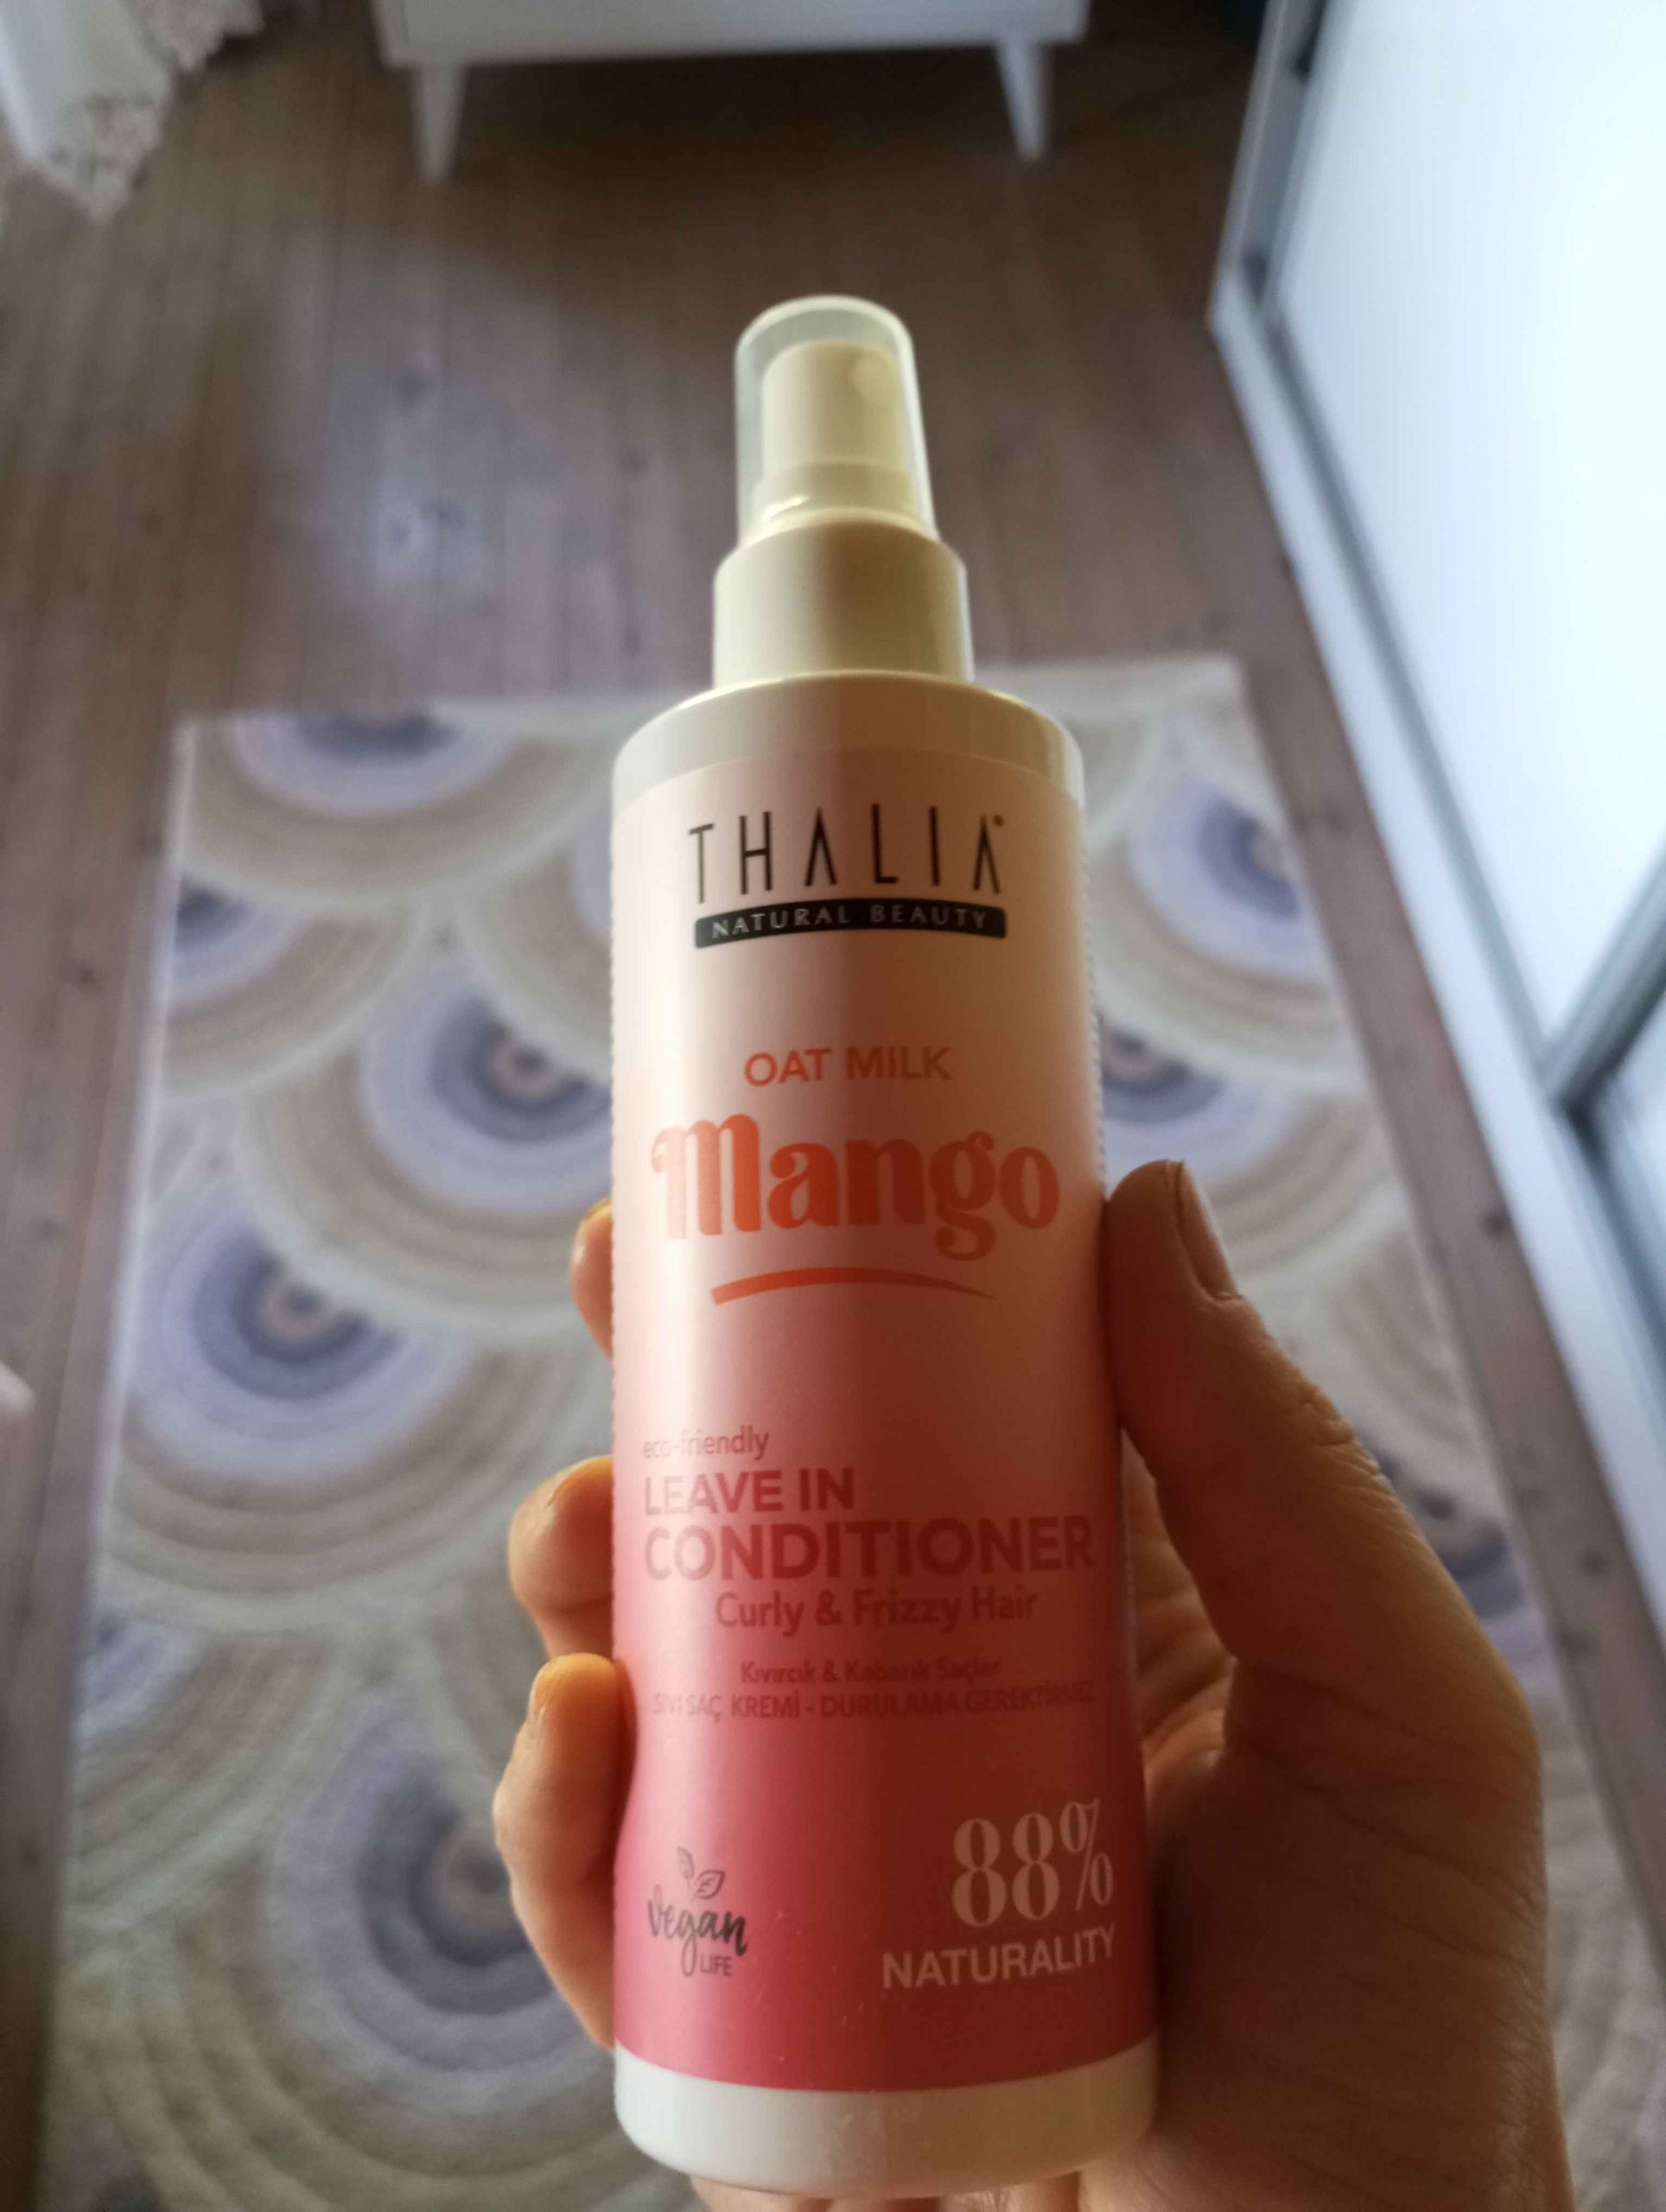 THALIA
NATURAL BEAUTY
OAT MILK
Mango
eco-friendly
LEAVE IN
CONDITIONER
Curly & Frizzy Hair
Kıvırcık & Kabarık Saçlar
SIVI SAÇ KREMİ - DURULAMA GEREKTİRMEZ
88%
NATURALITY
vegan
LIFE